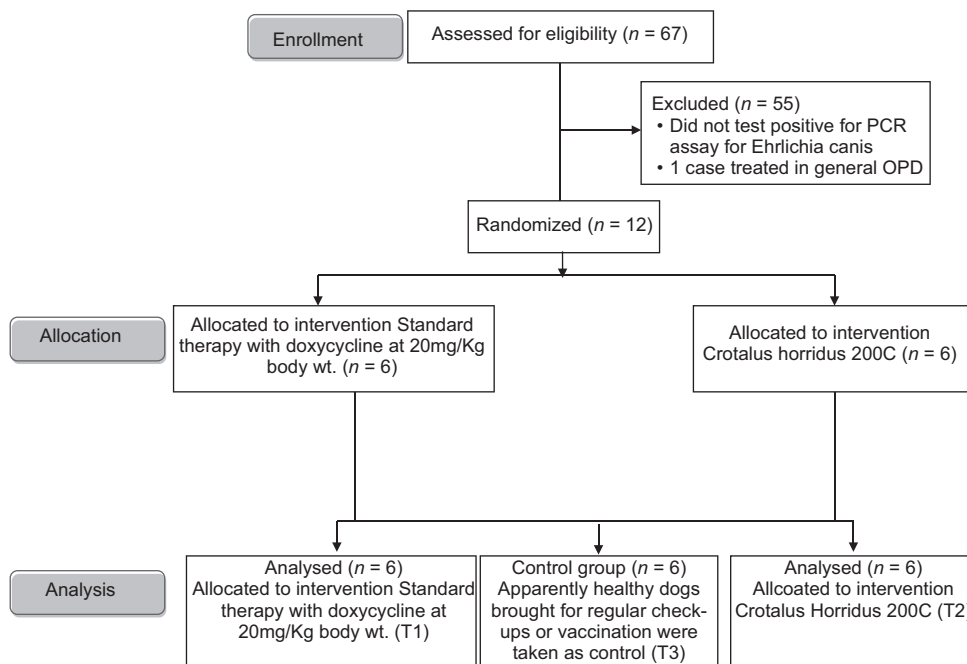 Enrollment
Assessed for eligibility (n = 67)
Excluded (n = 55)
• Did not test positive for PCR
assay for Ehrlichia canis
• 1 case treated in general OPD
Randomized (n = 12)
Allocation
Allocated to intervention Standard
therapy with doxycycline at 20mg/Kg
body wt. (n = 6)
Allocated to intervention
Crotalus horridus 200C (n = 6)
Analysis
Analysed (n = 6)
Allocated to intervention Standard
therapy with doxycycline at
20mg/Kg body wt. (T1)
Control group (n = 6)
Apparently healthy dogs
brought for regular check-
ups or vaccination were
taken as control (T3)
Analysed (n = 6)
Alloacated to intervention
Crotalus Horridus 200C (T2)